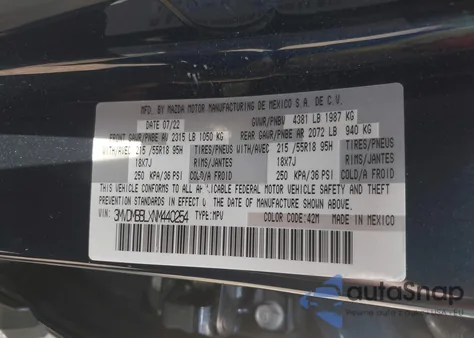 MFD BY MAZDA MOTOR MANUFACTURING DE MEXICO S.A. DE C.V.
DATE 07/22 GVWR/PNBV 4381 LB 1987 KG
FRONT GAWR/PNBE AV 2315 LB 1050 KG REAR GAWR/PNBE AR 2072 LB 940 KG
WITH/AVEC 215/55R18 95H TIRES/PNEUS WITH/AVEC 215/55R18 95H TIRES/PNEUS
18X7J RIMS/JANTES 18X7J RIMS/JANTES
250 KPA/36 PSI COLD/A FROID 250 KPA/36 PSI COLD/A FROID
THIS VEHICLE CONFORMS TO ALL APPLICABLE FEDERAL MOTOR VEHICLE SAFETY AND
THEFT PREVENTION STANDARDS IN EFFECT ON THE DATE OF MANUFACTURE SHOWN ABOVE.
VIN: 3MVDMBBLXNM440254 TYPE: MPV COLOR CODE: 42M MADE IN MEXICO
autoSnap